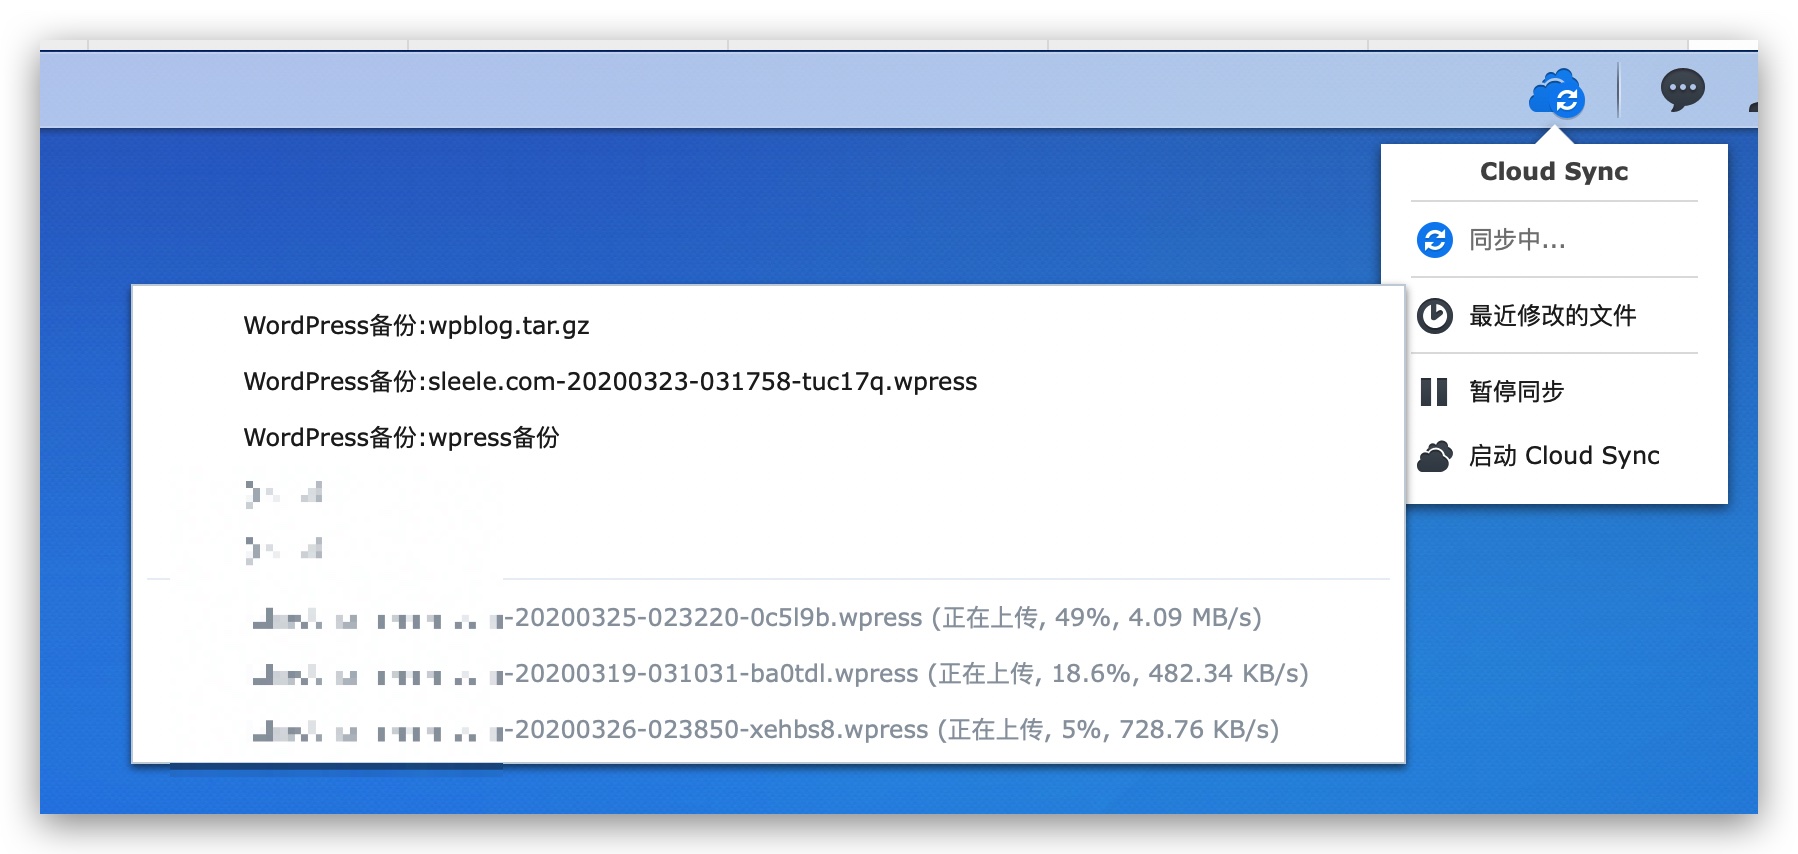 Cloud Sync
同步中...
最近修改的文件
暂停同步
启动 Cloud Sync
WordPress备份:wpblog.tar.gz
WordPress备份:sleele.com-20200323-031758-tuc17q.wpress
WordPress备份:wpress备份
-20200325-023220-0c5l9b.wpress (正在上传, 49%, 4.09 MB/s)
-20200319-031031-ba0tdl.wpress (正在上传, 18.6%, 482.34 KB/s)
-20200326-023850-xehbs8.wpress (正在上传, 5%, 728.76 KB/s)